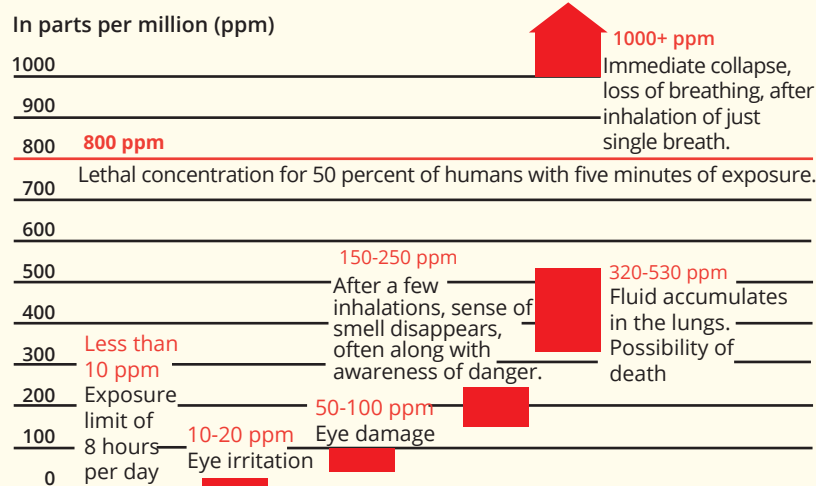 In parts per million (ppm)
1000
900
800
700
600
500
400
300
200
100
0
1000+ ppm
Immediate collapse,
loss of breathing, after
inhalation of just
single breath.
800 ppm
Lethal concentration for 50 percent of humans with five minutes of exposure.
150-250 ppm
After a few
inhalations, sense of
smell disappears,
often along with
awareness of danger.
320-530 ppm
Fluid accumulates
in the lungs.
Possibility of
death
Less than
10 ppm
Exposure
limit of
8 hours
per day
10-20 ppm
Eye irritation
50-100 ppm
Eye damage